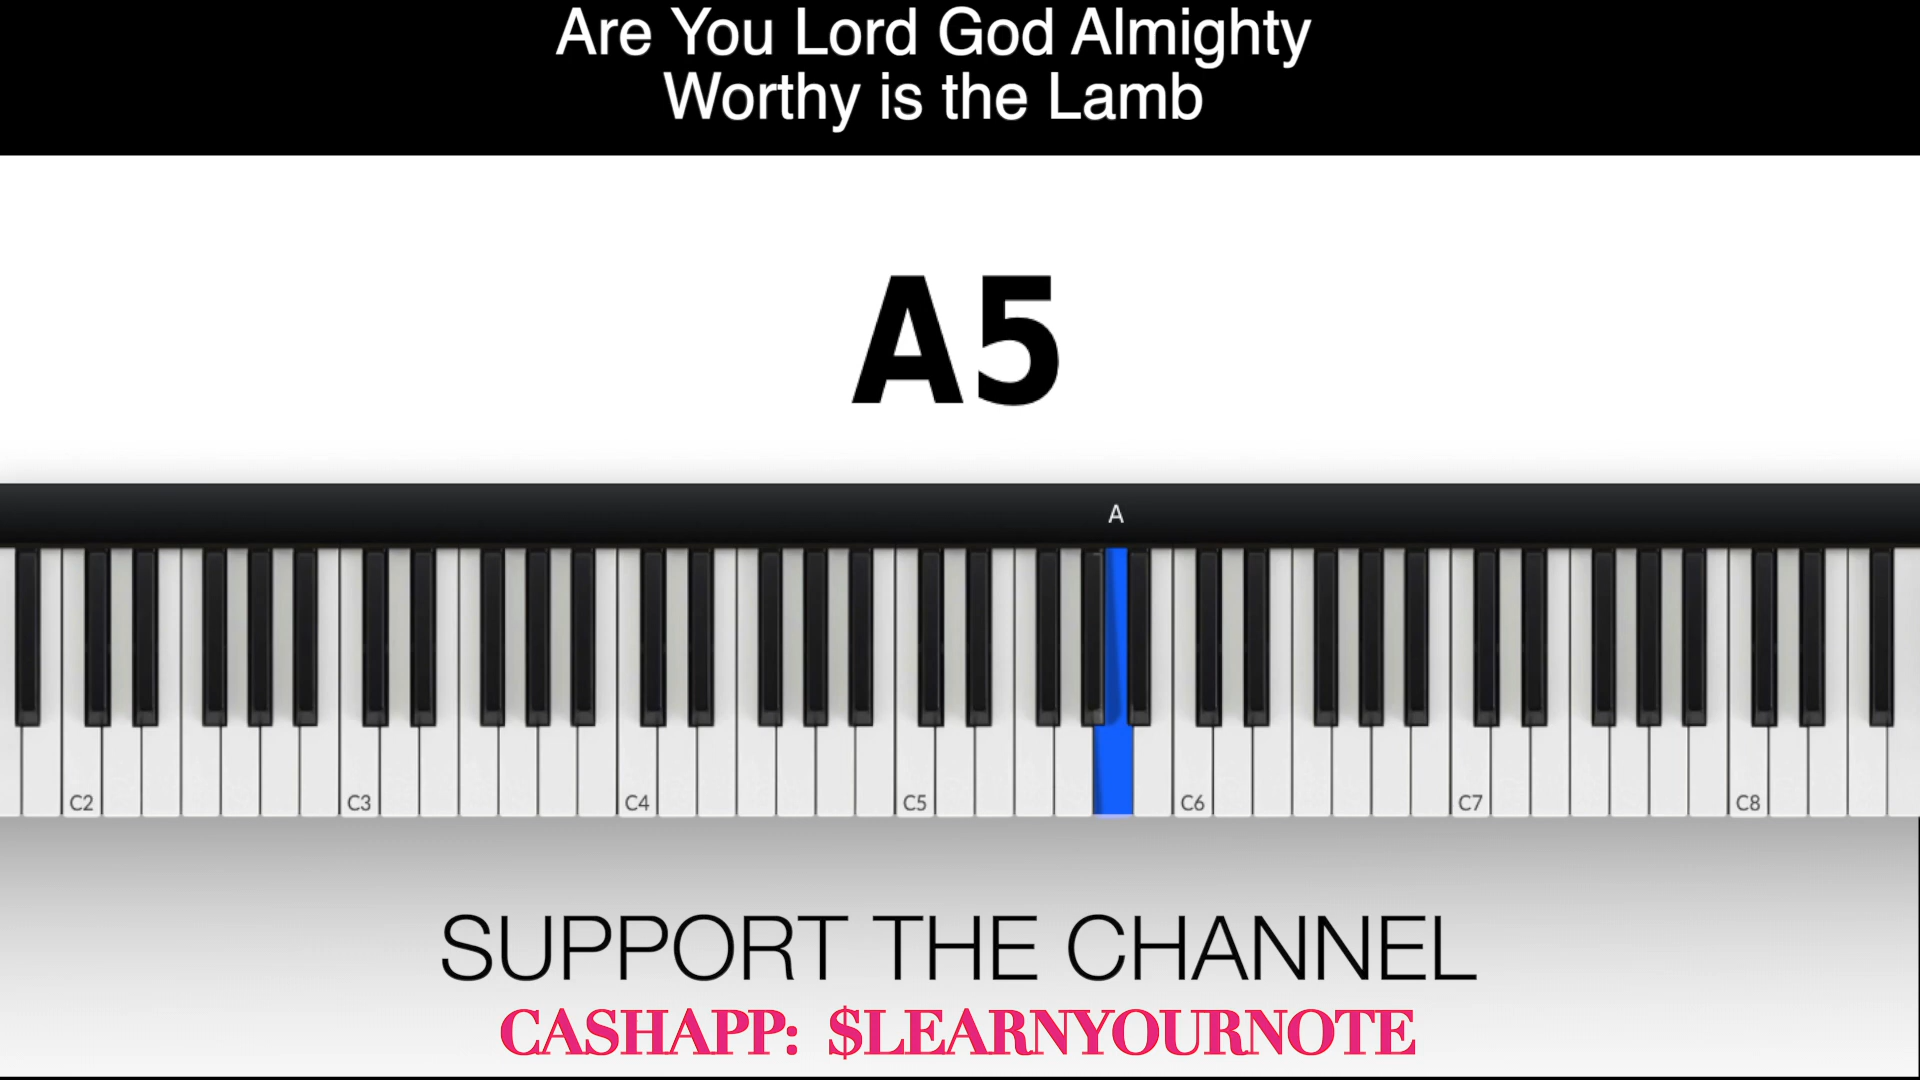 Are You Lord God Almighty
Worthy is the Lamb
A5
A
C2 C3 C4 C5 C6 C7 C8
SUPPORT THE CHANNEL
CASHAPP: $LEARNYOURNOTE